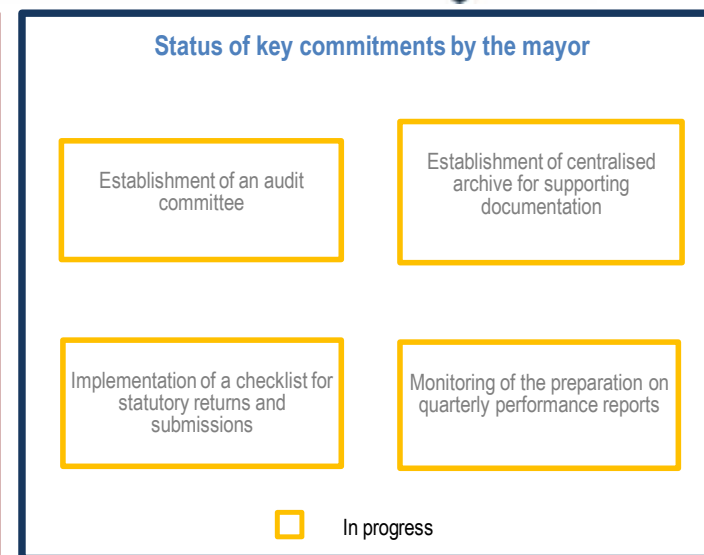 Status of key commitments by the mayor
Establishment of an audit
committee
Establishment of centralised
archive for supporting
documentation
Implementation of a checklist for
statutory returns and
submissions
Monitoring of the preparation on
quarterly performance reports
In progress